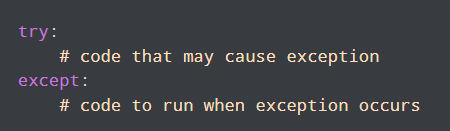 try:
    # code that may cause exception
except:
    # code to run when exception occurs